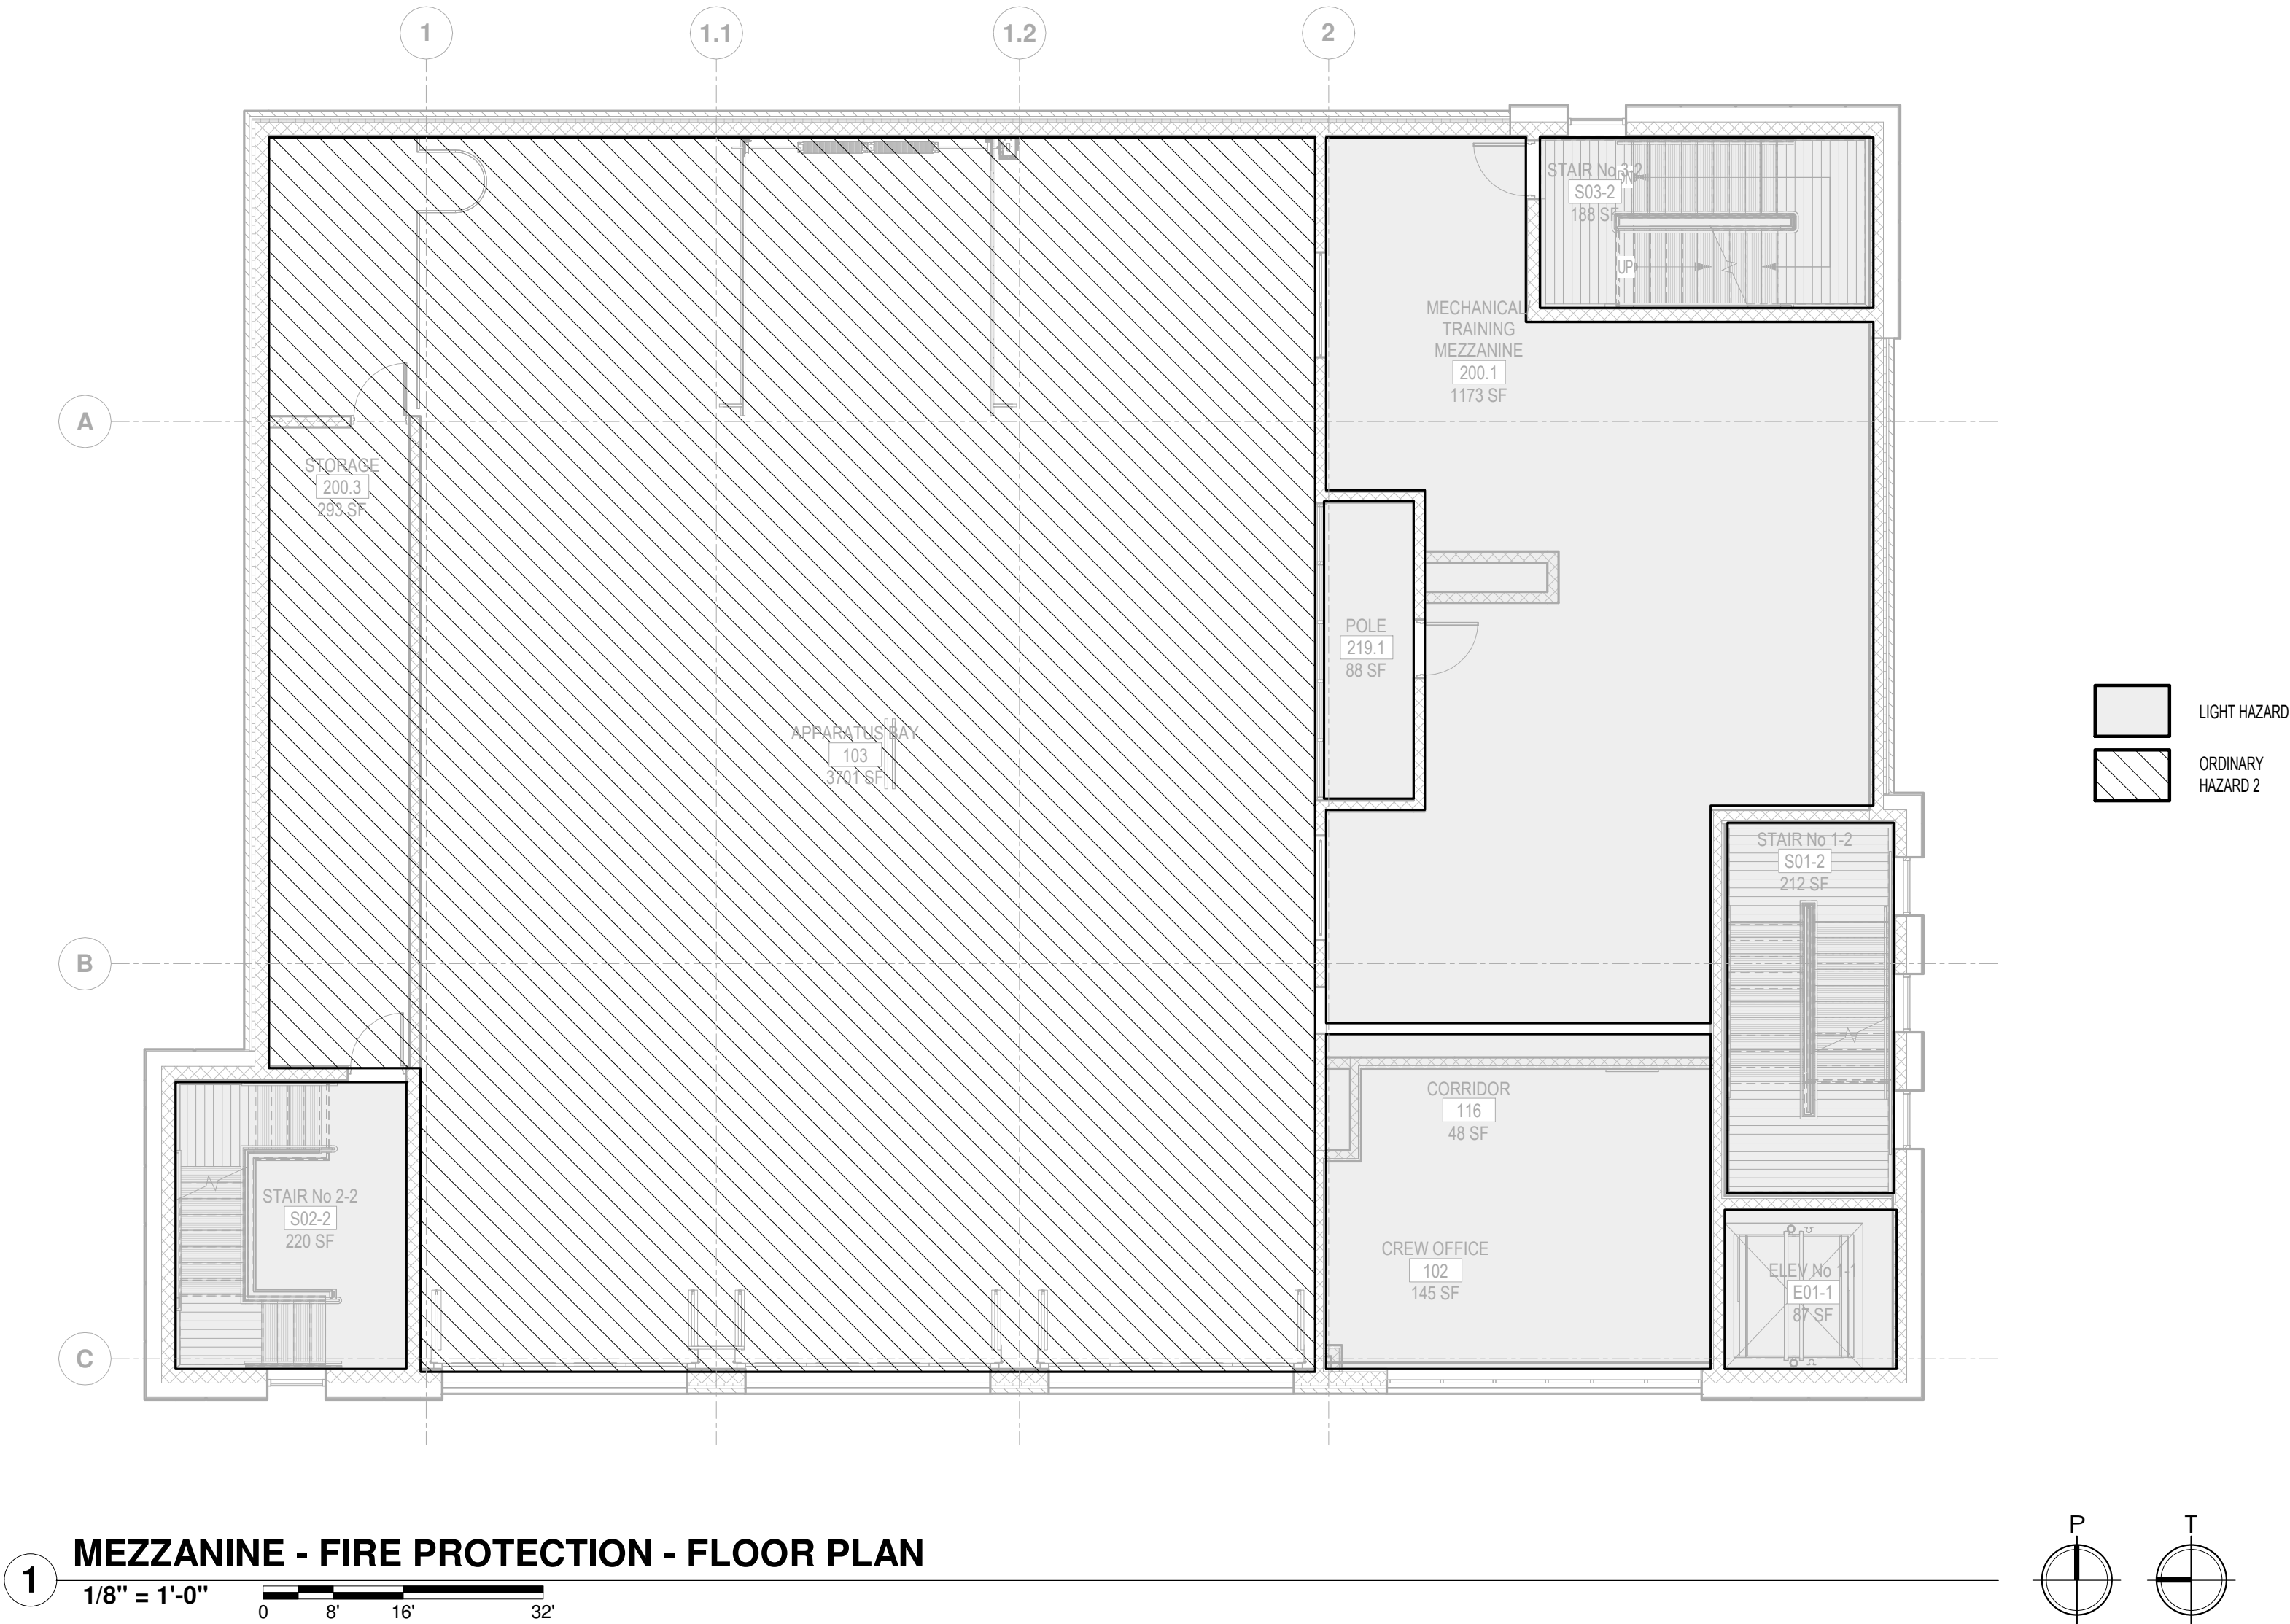 1
1.1
1.2
2
A
B
C
STAIR No 3-2
S03-2
188 SF
DN
UP
MECHANICAL
TRAINING
MEZZANINE
200.1
1173 SF
STORAGE
200.3
293 SF
POLE
219.1
88 SF
APPARATUS BAY
103
3701 SF
LIGHT HAZARD
ORDINARY
HAZARD 2
STAIR No 1-2
S01-2
212 SF
CORRIDOR
116
48 SF
STAIR No 2-2
S02-2
220 SF
CREW OFFICE
102
145 SF
ELEV No 1-1
E01-1
87 SF
1
MEZZANINE - FIRE PROTECTION - FLOOR PLAN
1/8" = 1'-0"
0 8' 16' 32'
P
T